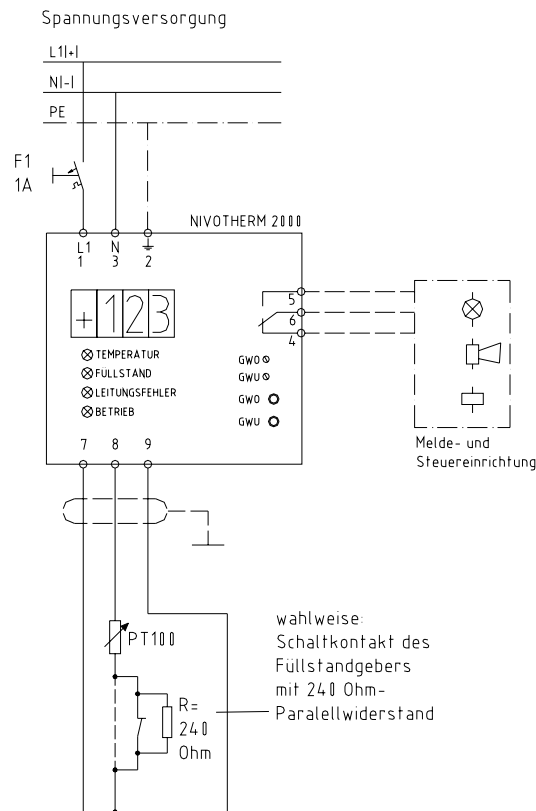 Spannungsversorgung
L1|+|
N|-|
PE
F1
1A
NIVOTHERM 2000
L1 N
1 3 2
+123
5
6
4
TEMPERATUR
FÜLLSTAND
LEITUNGSFEHLER
BETRIEB
GWO
GWU
GWO
GWU
7 8 9
Melde- und
Steuereinrichtung
PT100
wahlweise:
Schaltkontakt des
Füllstandgebers
mit 240 Ohm-
Paralellwiderstand
R=
240
Ohm